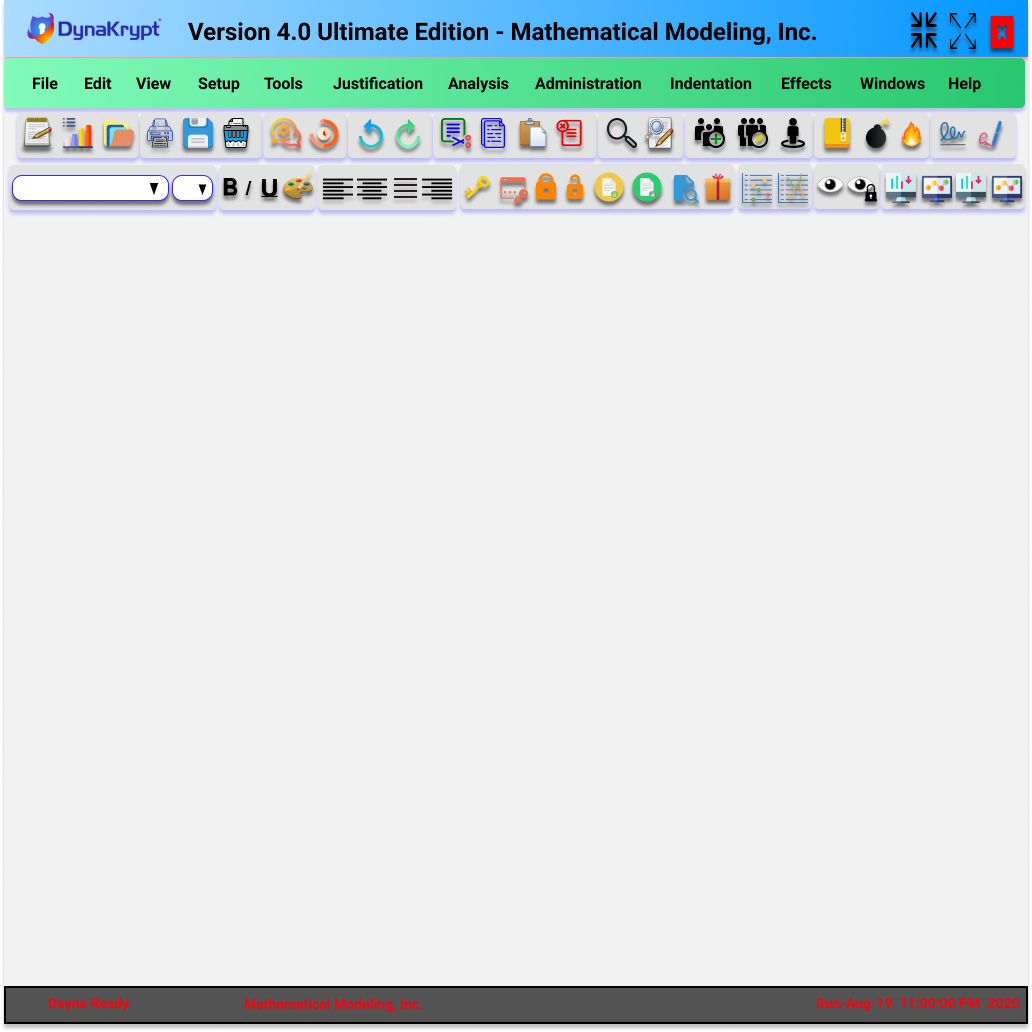 DynaKrypt
Version 4.0 Ultimate Edition - Mathematical Modeling, Inc.
File Edit View Setup Tools Justification Analysis Administration Indentation Effects Windows Help
B I U
Dayna Ready Mathematical Modeling, Inc. Sun-Aug-19 11:00:00 PM 2020